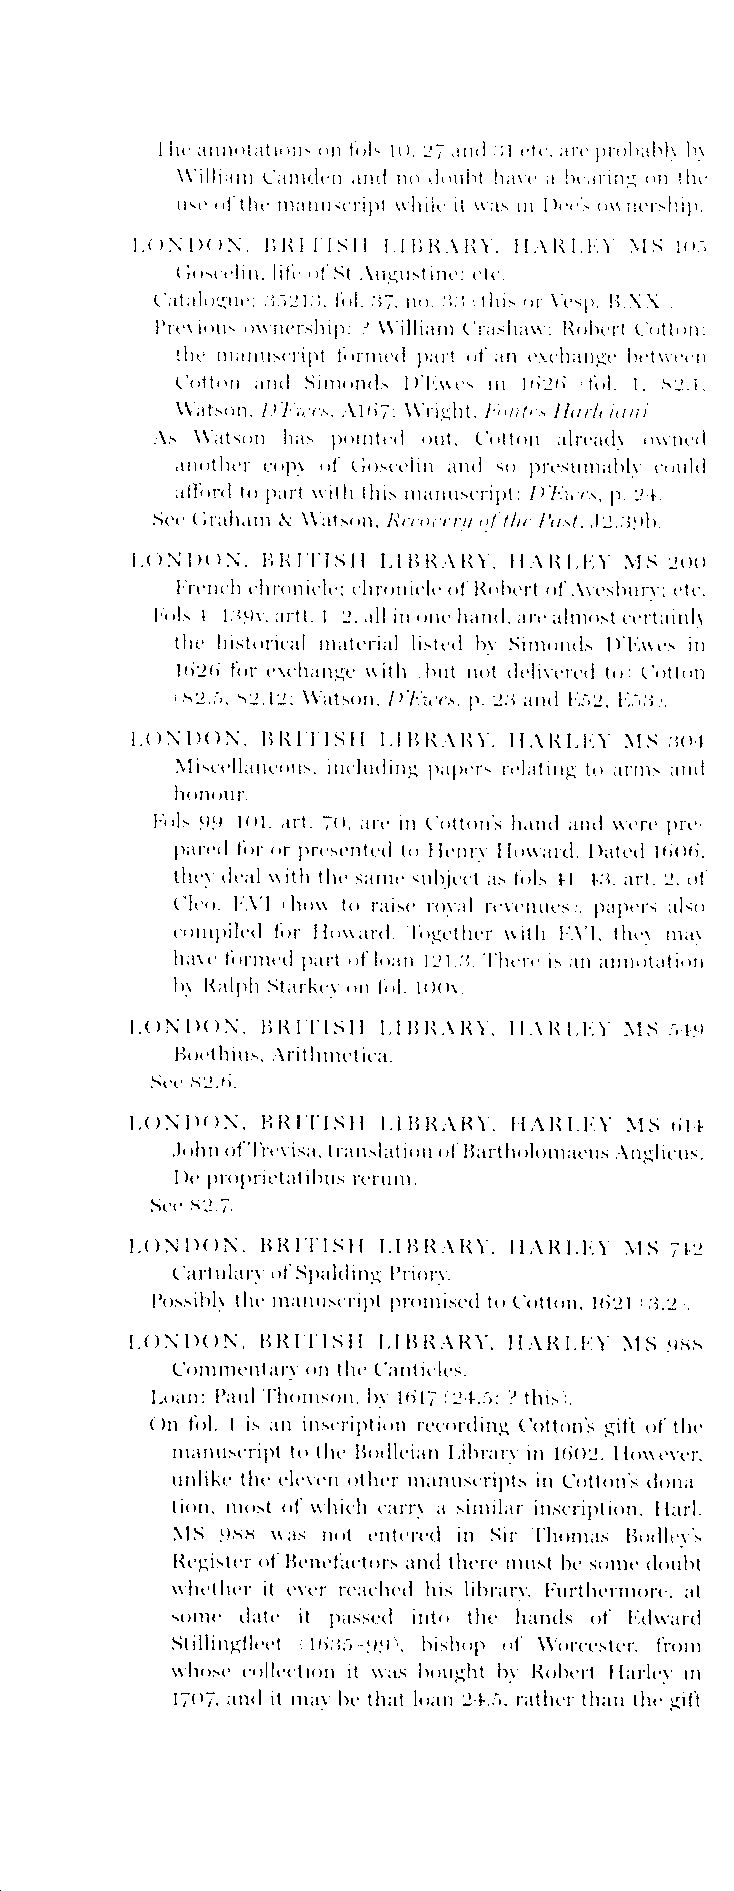 The annotations on fols 10, 27 and 31 etc. are probably by
William Camden and no doubt have a bearing on the
use of the manuscript while it was in Dee's ownership.
LONDON, BRITISH LIBRARY, HARLEY MS 105
Goscelin, life of St Augustine; etc.
Catalogue: 35213, fol. 37, no. 33 (this or Vesp. B.XX).
Previous ownership: ? William Crashaw; Robert Cotton;
the manuscript formed part of an exchange between
Cotton and Simonds D'Ewes in 1626 (fol. 1, 82.1,
Watson, D'Ewes, A167; Wright, Fontes Harleiani
As Watson has pointed out, Cotton already owned
another copy of Goscelin and so presumably could
afford to part with this manuscript: D'Ewes, p. 24.
See Graham & Watson, Recovery of the Past, J2.39b.
LONDON, BRITISH LIBRARY, HARLEY MS 200
French chronicle; chronicle of Robert of Avesbury; etc.
Fols 4–139v, artt. 1–2, all in one hand, are almost certainly
the historical material listed by Simonds D'Ewes in
1626 for exchange with (but not delivered to) Cotton
(82.5, 82.12; Watson, D'Ewes, p. 23 and E52, E53).
LONDON, BRITISH LIBRARY, HARLEY MS 304
Miscellaneous, including papers relating to arms and
honour.
Fols 99–101, art. 70, are in Cotton's hand and were pre-
pared for or presented to Henry Howard. Dated 1606,
they deal with the same subject as fols 41–43, art. 2, of
Cleo. F.VI (how to raise royal revenues), papers also
compiled for Howard. Together with F.VI, they may
have formed part of loan 121.3. There is an annotation
by Ralph Starkey on fol. 100v.
LONDON, BRITISH LIBRARY, HARLEY MS 549
Boethius, Arithmetica.
See 82.6.
LONDON, BRITISH LIBRARY, HARLEY MS 614
John of Trevisa, translation of Bartholomaeus Anglicus,
De proprietatibus rerum.
See 82.7.
LONDON, BRITISH LIBRARY, HARLEY MS 742
Cartulary of Spalding Priory.
Possibly the manuscript promised to Cotton, 1621 (3.2).
LONDON, BRITISH LIBRARY, HARLEY MS 988
Commentary on the Canticles.
Loan: Paul Thomson, by 1617 (24.5: ? this).
On fol. 1 is an inscription recording Cotton's gift of the
manuscript to the Bodleian Library in 1602. However,
unlike the eleven other manuscripts in Cotton's dona-
tion, most of which carry a similar inscription, Harl.
MS 988 was not entered in Sir Thomas Bodley's
Register of Benefactors and there must be some doubt
whether it ever reached his library. Furthermore, at
some date it passed into the hands of Edward
Stillingfleet (1635–99), bishop of Worcester, from
whose collection it was bought by Robert Harley in
1707, and it may be that loan 24.5, rather than the gift